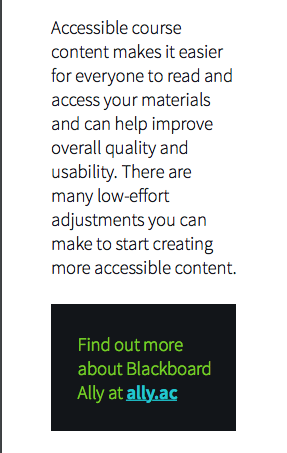 Accessible course
content makes it easier
for everyone to read and
access your materials
and can help improve
overall quality and
usability. There are
many low-effort
adjustments you can
make to start creating
more accessible content.
Find out more
about Blackboard
Ally at ally.ac